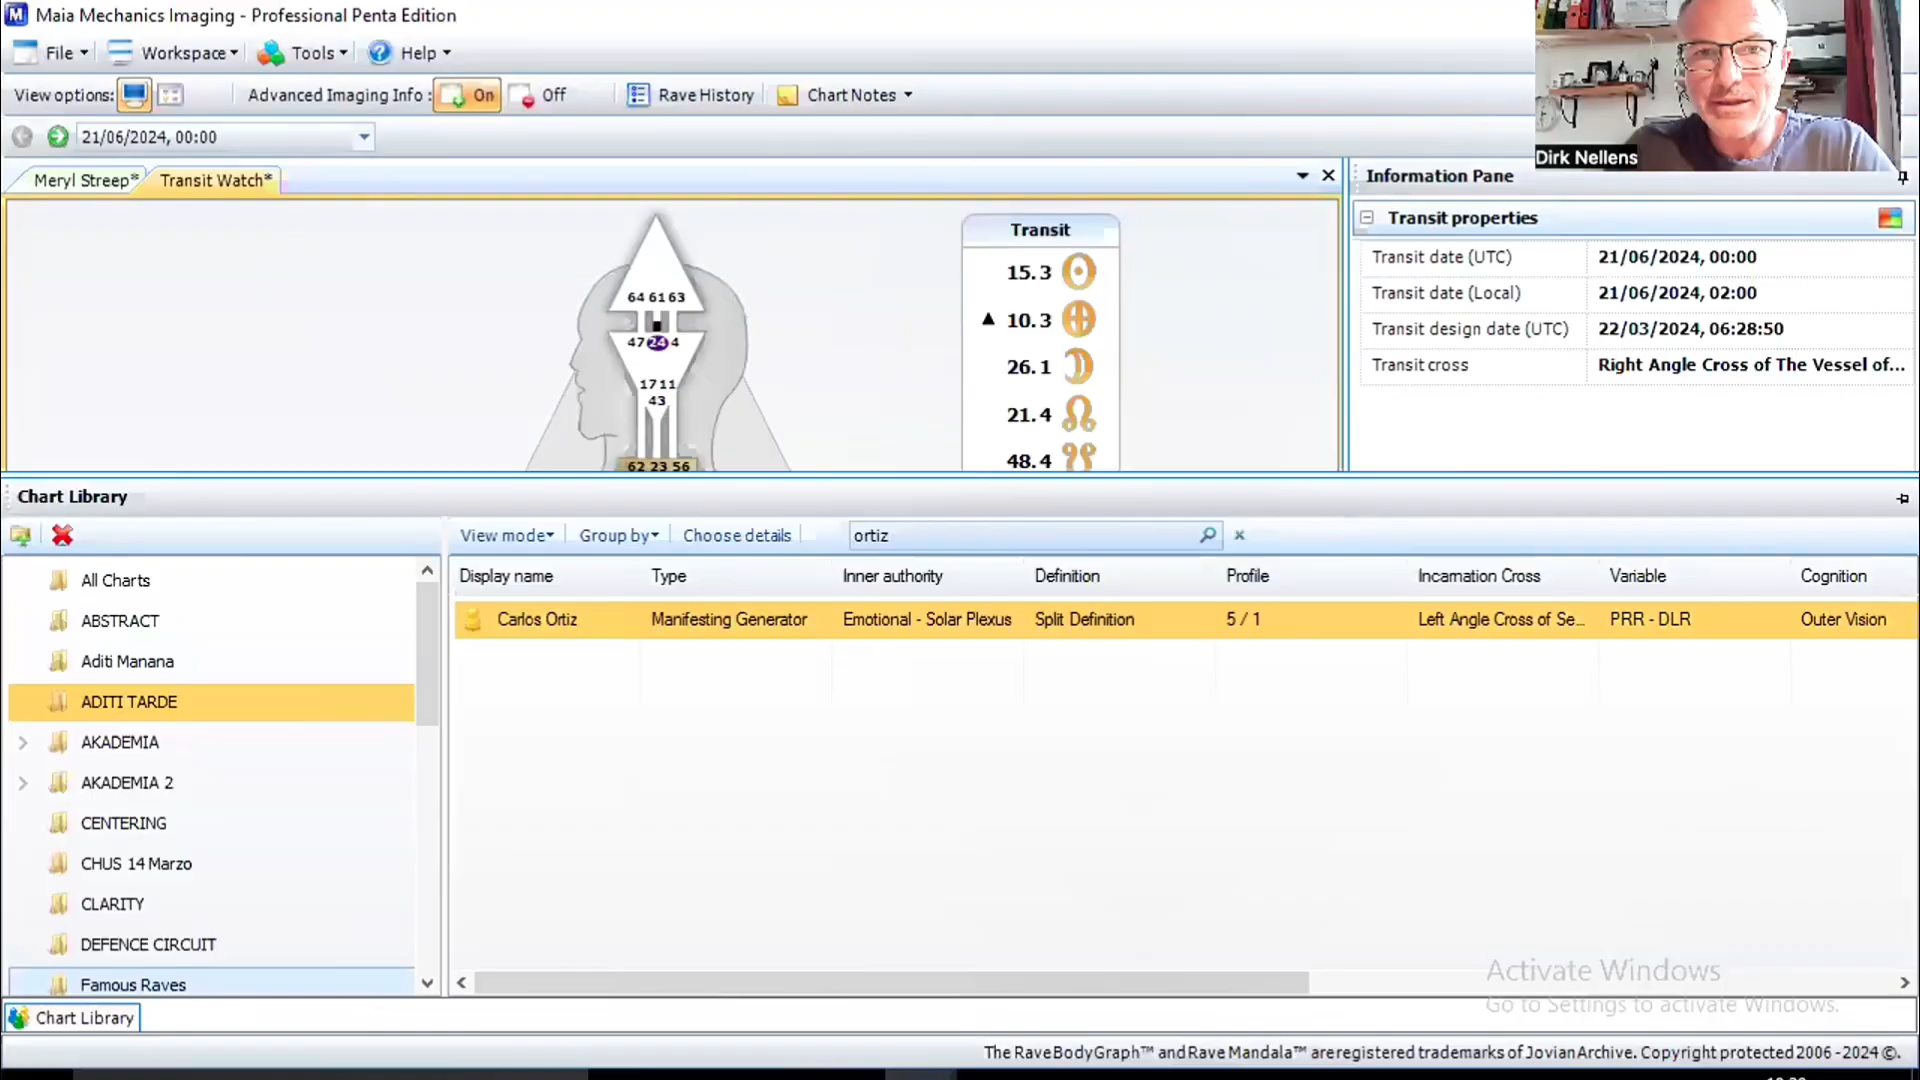 Maia Mechanics Imaging - Professional Penta Edition
File Workspace Tools Help
View options: Advanced Imaging Info : On Off Rave History Chart Notes
21/06/2024, 00:00
Dirk Nellens
Meryl Streep* Transit Watch*
Information Pane
Transit properties
Transit date (UTC) 21/06/2024, 00:00
Transit date (Local) 21/06/2024, 02:00
Transit design date (UTC) 22/03/2024, 06:28:50
Transit cross Right Angle Cross of The Vessel of...
64 61 63
47 24 4
17 11
43
62 23 56
Transit
15.3
10.3
26.1
21.4
48.4
Chart Library
View mode Group by Choose details ortiz
Display name Type Inner authority Definition Profile Incarnation Cross Variable Cognition
Carlos Ortiz Manifesting Generator Emotional - Solar Plexus Split Definition 5 / 1 Left Angle Cross of Se... PRR - DLR Outer Vision
All Charts
ABSTRACT
Aditi Manana
ADITI TARDE
AKADEMIA
AKADEMIA 2
CENTERING
CHUS 14 Marzo
CLARITY
DEFENCE CIRCUIT
Famous Raves
Activate Windows
Go to Settings to activate Windows.
Chart Library
The RaveBodyGraph™ and Rave Mandala™ are registered trademarks of Jovian Archive. Copyright protected 2006 - 2024 ©.